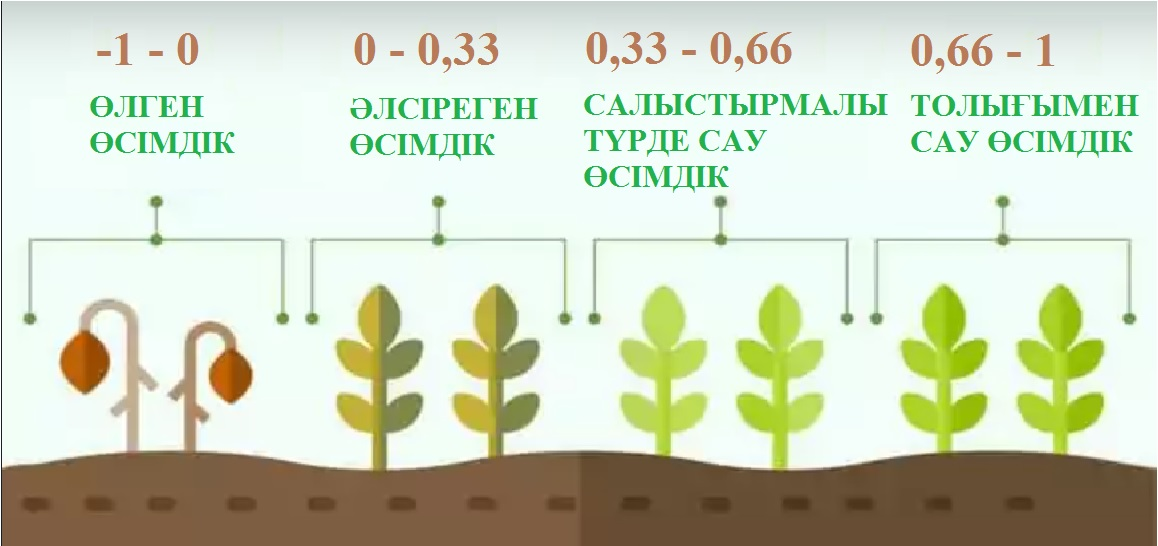 -1 - 0
ӨЛГЕН
ӨСІМДІК
0 - 0,33
ӘЛСІРЕГЕН
ӨСІМДІК
0,33 - 0,66
САЛЫСТЫРМАЛЫ
ТҮРДЕ САУ
ӨСІМДІК
0,66 - 1
ТОЛЫҒЫМЕН
САУ ӨСІМДІК